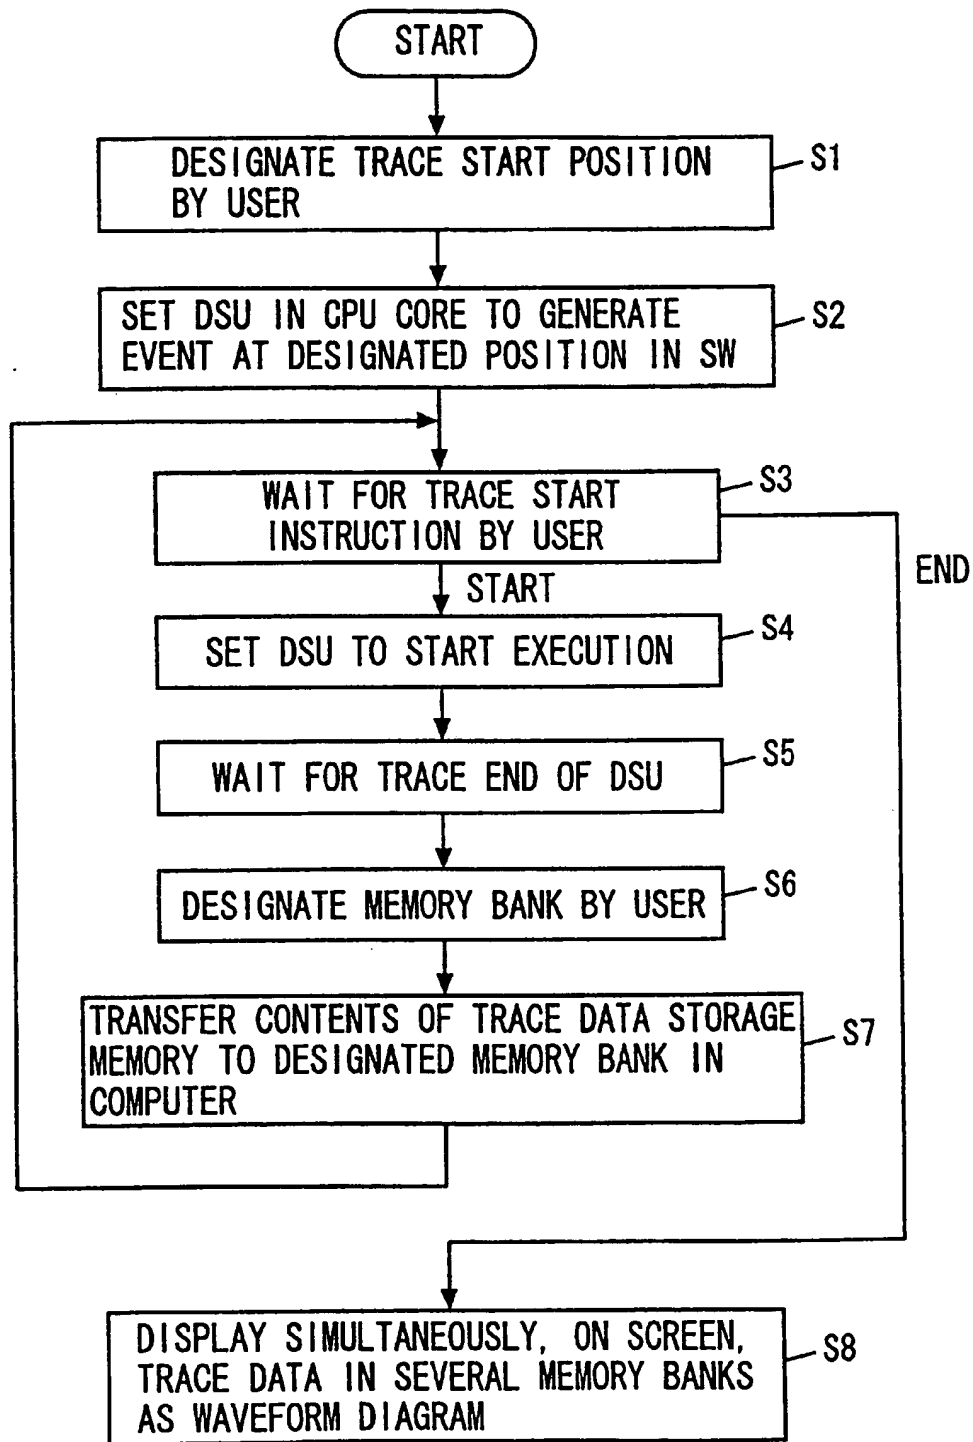 START
DESIGNATE TRACE START POSITION
BY USER
S1
SET DSU IN CPU CORE TO GENERATE
EVENT AT DESIGNATED POSITION IN SW
S2
WAIT FOR TRACE START
INSTRUCTION BY USER
S3
END
START
SET DSU TO START EXECUTION
S4
WAIT FOR TRACE END OF DSU
S5
DESIGNATE MEMORY BANK BY USER
S6
TRANSFER CONTENTS OF TRACE DATA STORAGE
MEMORY TO DESIGNATED MEMORY BANK IN
COMPUTER
S7
DISPLAY SIMULTANEOUSLY, ON SCREEN,
TRACE DATA IN SEVERAL MEMORY BANKS
AS WAVEFORM DIAGRAM
S8